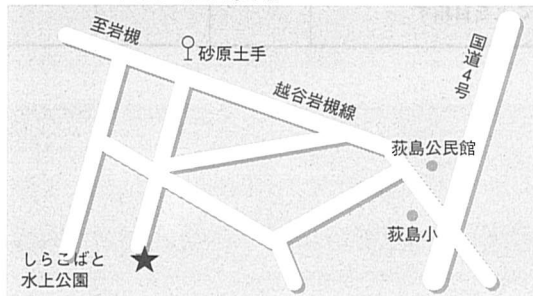 至岩槻
砂原土手
国道4号
越谷岩槻線
荻島公民館
荻島小
しらこばと
水上公園